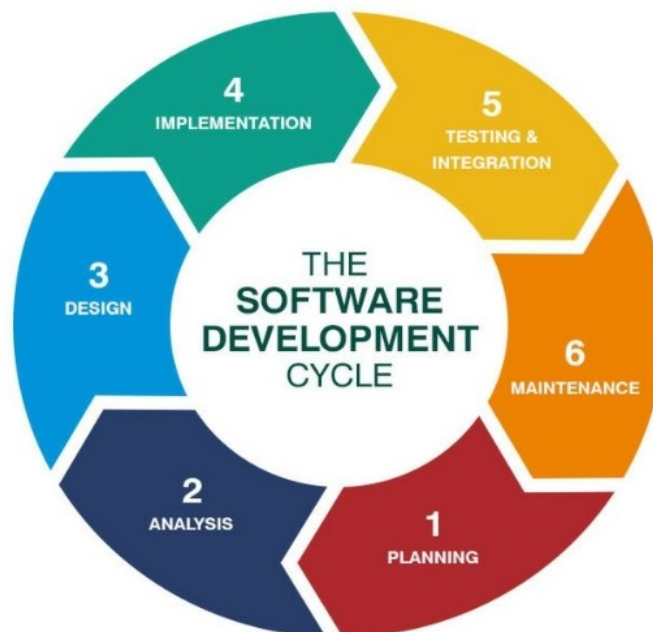 THE
SOFTWARE
DEVELOPMENT
CYCLE
1
PLANNING
2
ANALYSIS
3
DESIGN
4
IMPLEMENTATION
5
TESTING &
INTEGRATION
6
MAINTENANCE